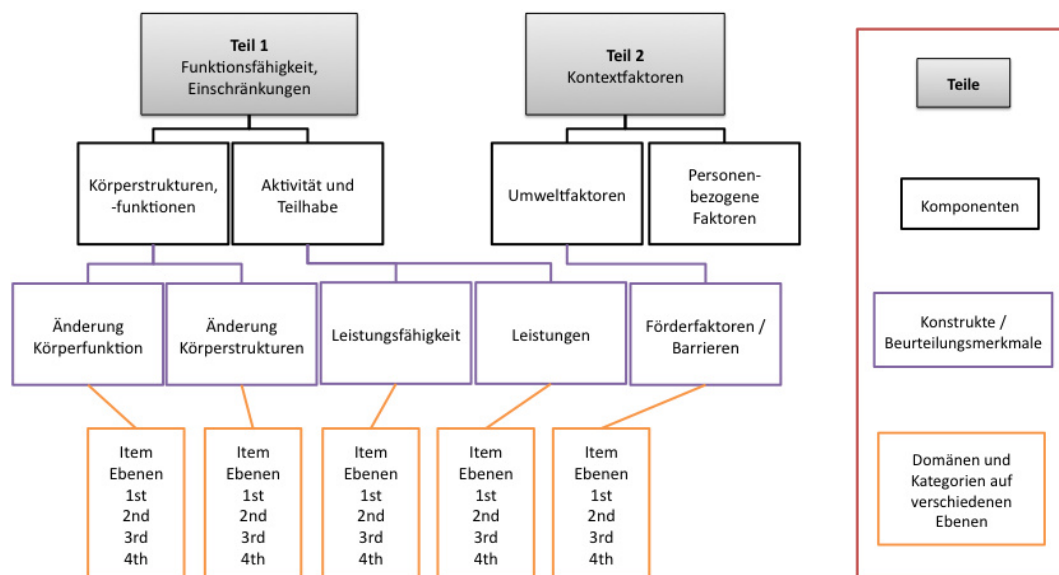 Teil 1
Funktionsfähigkeit,
Einschränkungen
Teil 2
Kontextfaktoren
Körperstrukturen,
-funktionen
Aktivität und
Teilhabe
Umweltfaktoren
Personen-
bezogene
Faktoren
Änderung
Körperfunktion
Änderung
Körperstrukturen
Leistungsfähigkeit
Leistungen
Förderfaktoren /
Barrieren
Item
Ebenen
1st
2nd
3rd
4th
Item
Ebenen
1st
2nd
3rd
4th
Item
Ebenen
1st
2nd
3rd
4th
Item
Ebenen
1st
2nd
3rd
4th
Item
Ebenen
1st
2nd
3rd
4th
Teile
Komponenten
Konstrukte /
Beurteilungsmerkmale
Domänen und
Kategorien auf
verschiedenen
Ebenen